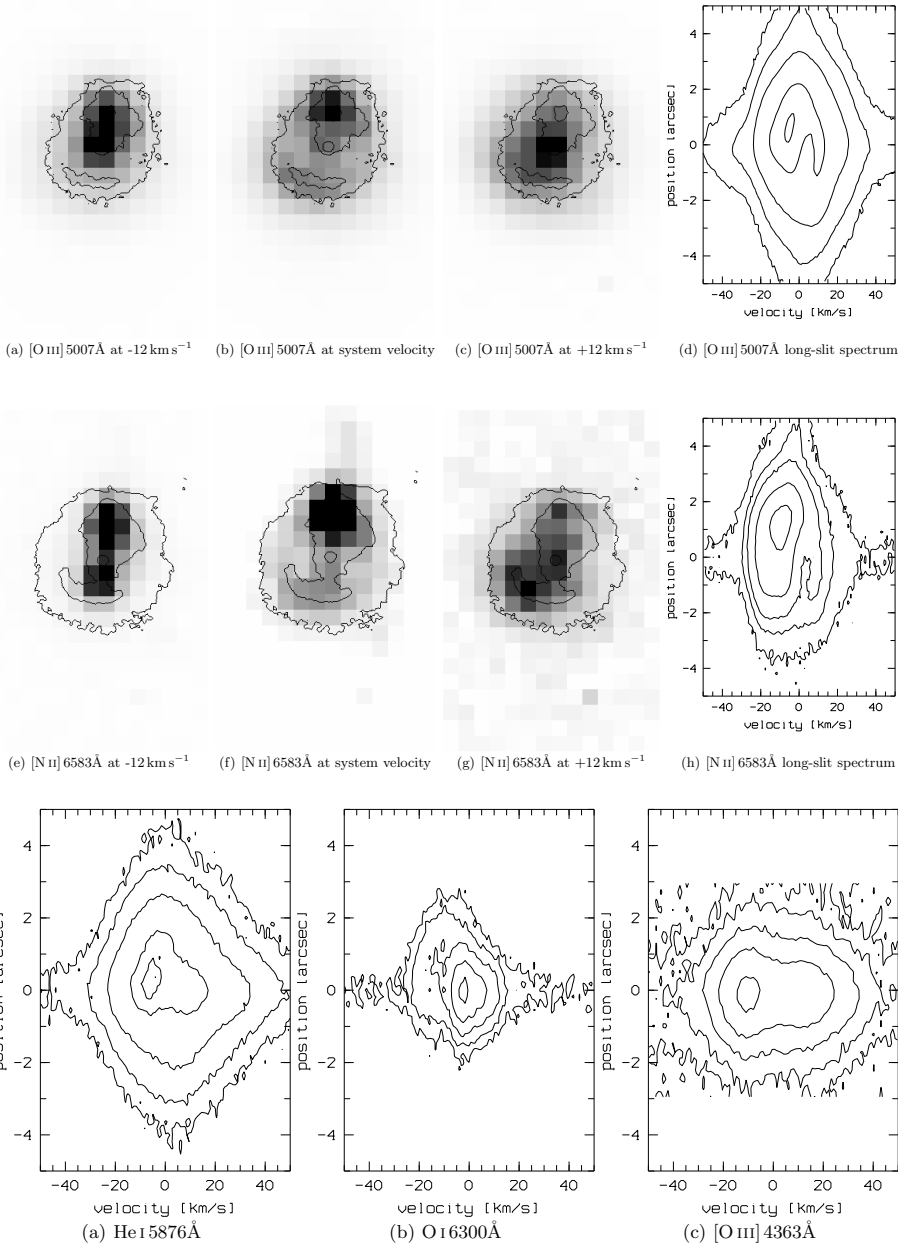 4
2
0
-2
-4
position [arcsec]
-40 -20 0 20 40
velocity [km/s]
(a) [O III] 5007Å at -12 km s⁻¹
(b) [O III] 5007Å at system velocity
(c) [O III] 5007Å at +12 km s⁻¹
(d) [O III] 5007Å long-slit spectrum
4
2
0
-2
-4
position [arcsec]
-40 -20 0 20 40
velocity [km/s]
(e) [N II] 6583Å at -12 km s⁻¹
(f) [N II] 6583Å at system velocity
(g) [N II] 6583Å at +12 km s⁻¹
(h) [N II] 6583Å long-slit spectrum
4
2
0
-2
-4
position [arcsec]
-40 -20 0 20 40
velocity [km/s]
(a) He I 5876Å
4
2
0
-2
-4
position [arcsec]
-40 -20 0 20 40
velocity [km/s]
(b) O I 6300Å
4
2
0
-2
-4
position [arcsec]
-40 -20 0 20 40
velocity [km/s]
(c) [O III] 4363Å